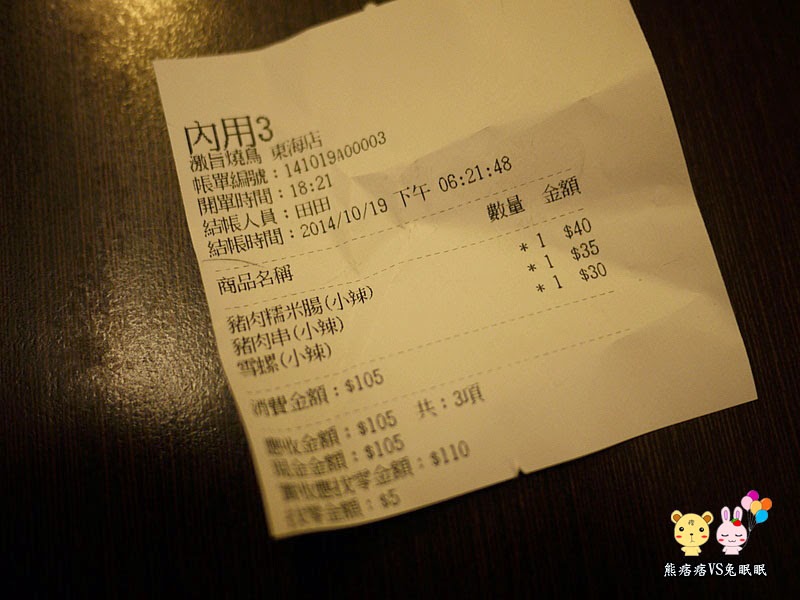 內用3
激旨燒鳥 東海店
帳單編號：141019A00003
開單時間：18:21
結帳人員：田田
結帳時間：2014/10/19 下午 06:21:48
商品名稱 數量 金額
豬肉糯米腸(小辣) * 1 $40
豬肉串(小辣) * 1 $35
雪螺(小辣) * 1 $30
消費金額：$105
應收金額：$105 共：3項
現金金額：$105
金額：$110
找零金額：$5
熊痞痞VS兔眠眠